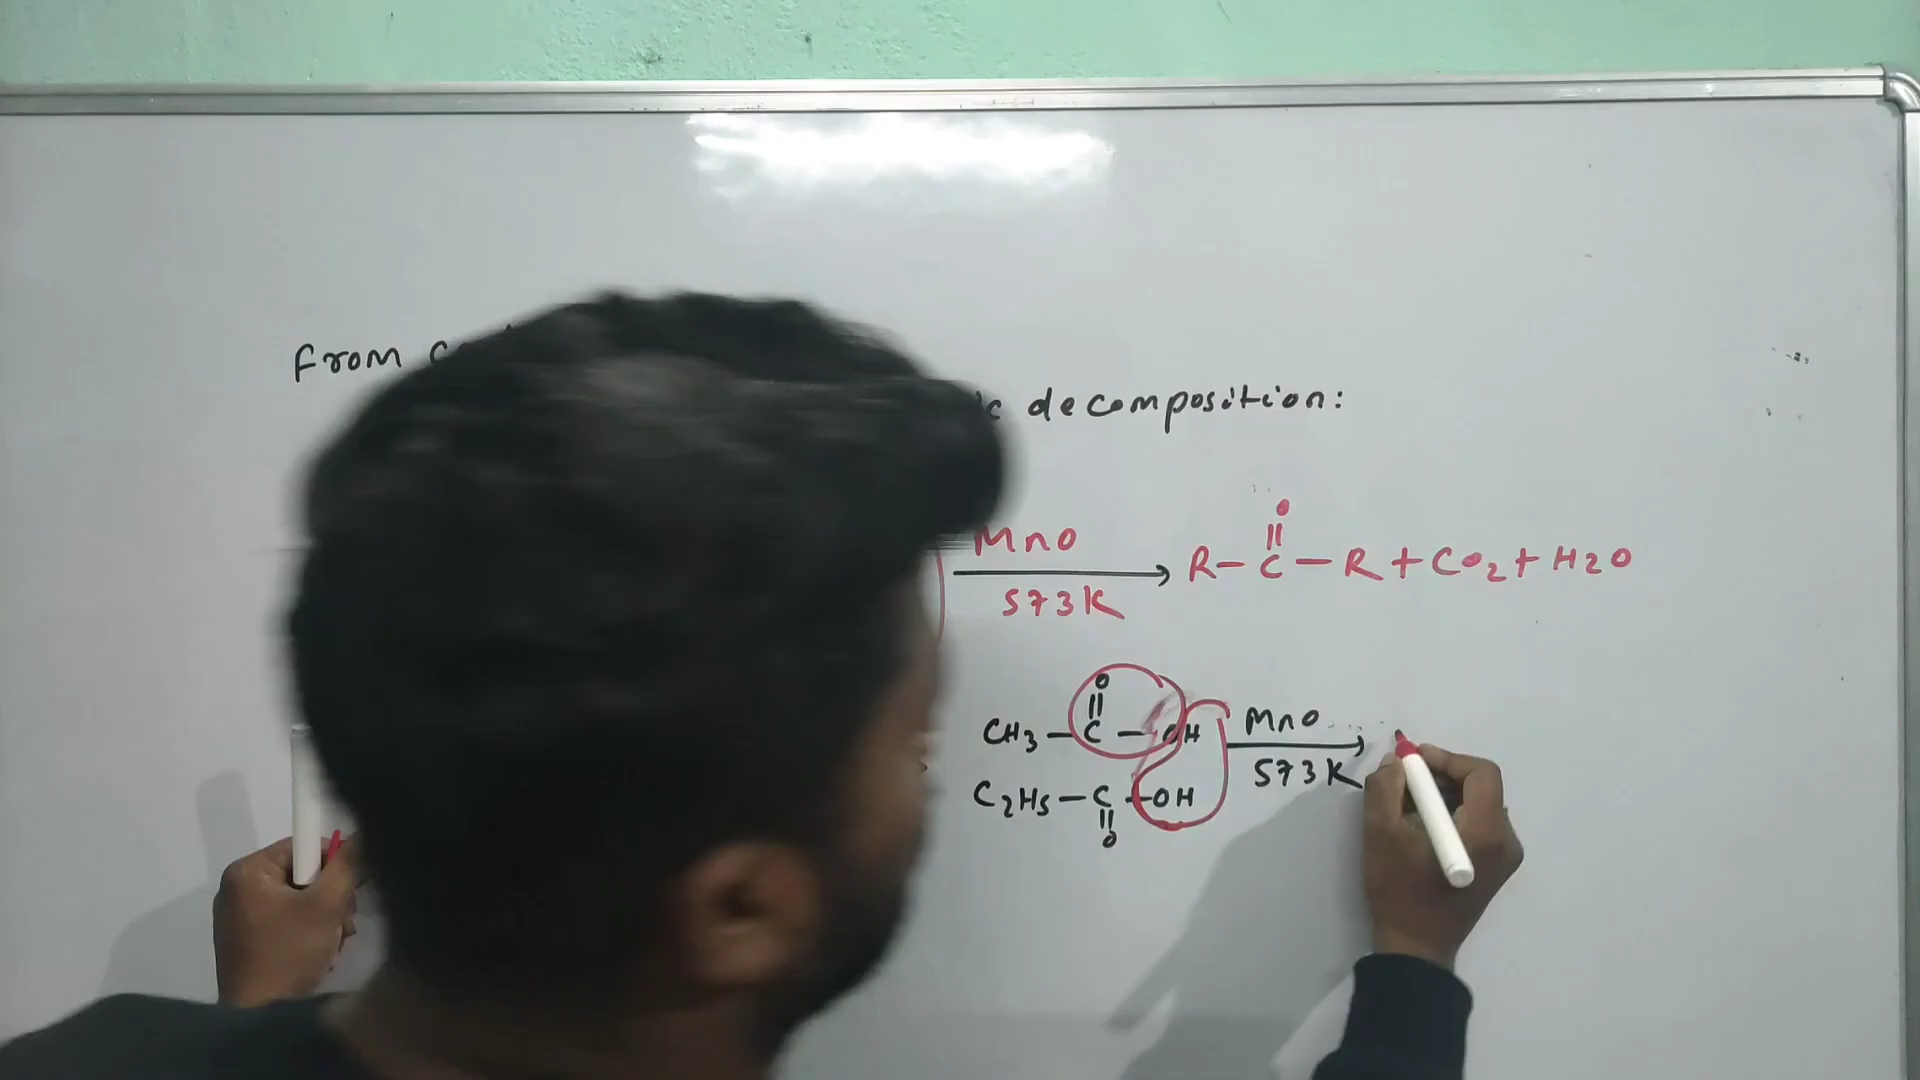 From
decomposition:
O
||
MnO
R-C-R+CO2+H2O
573K
O
||
CH3-C-OH MnO
573K
C2H5-C-OH
||
O